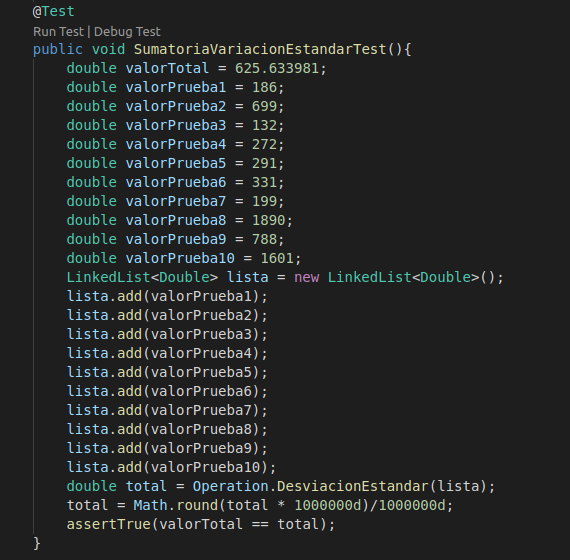 @Test
Run Test | Debug Test
public void SumatoriaVariacionEstandarTest(){
double valorTotal = 625.633981;
double valorPrueba1 = 186;
double valorPrueba2 = 699;
double valorPrueba3 = 132;
double valorPrueba4 = 272;
double valorPrueba5 = 291;
double valorPrueba6 = 331;
double valorPrueba7 = 199;
double valorPrueba8 = 1890;
double valorPrueba9 = 788;
double valorPrueba10 = 1601;
LinkedList<Double> lista = new LinkedList<Double>();
lista.add(valorPrueba1);
lista.add(valorPrueba2);
lista.add(valorPrueba3);
lista.add(valorPrueba4);
lista.add(valorPrueba5);
lista.add(valorPrueba6);
lista.add(valorPrueba7);
lista.add(valorPrueba8);
lista.add(valorPrueba9);
lista.add(valorPrueba10);
double total = Operation.DesviacionEstandar(lista);
total = Math.round(total * 1000000d)/1000000d;
assertTrue(valorTotal == total);
}